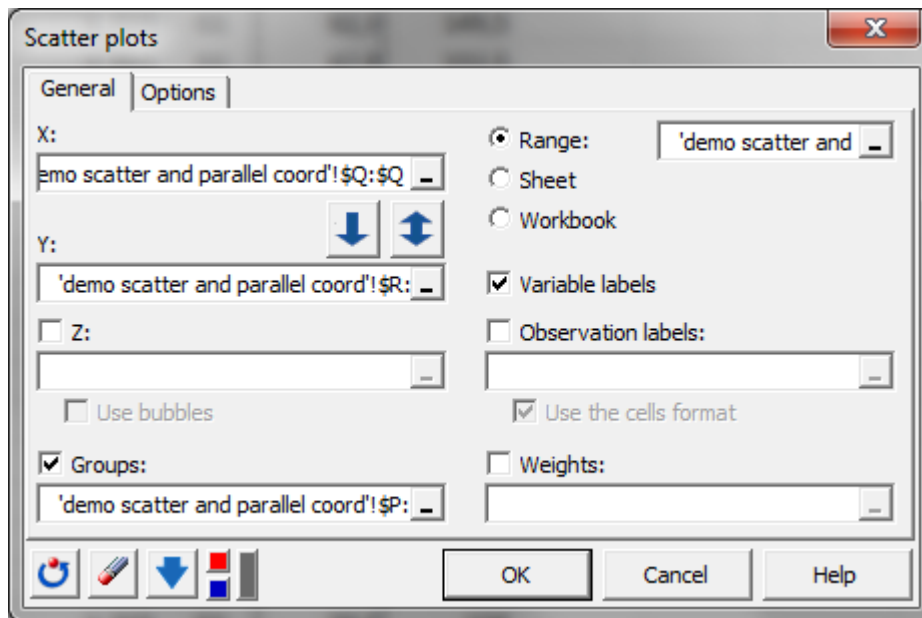 Scatter plots
General
Options
X:
emo scatter and parallel coord'!$Q:$Q
Y:
'demo scatter and parallel coord'!$R:
Z:
Use bubbles
Groups:
'demo scatter and parallel coord'!$P:
Range:
'demo scatter and
Sheet
Workbook
Variable labels
Observation labels:
Use the cells format
Weights:
OK
Cancel
Help